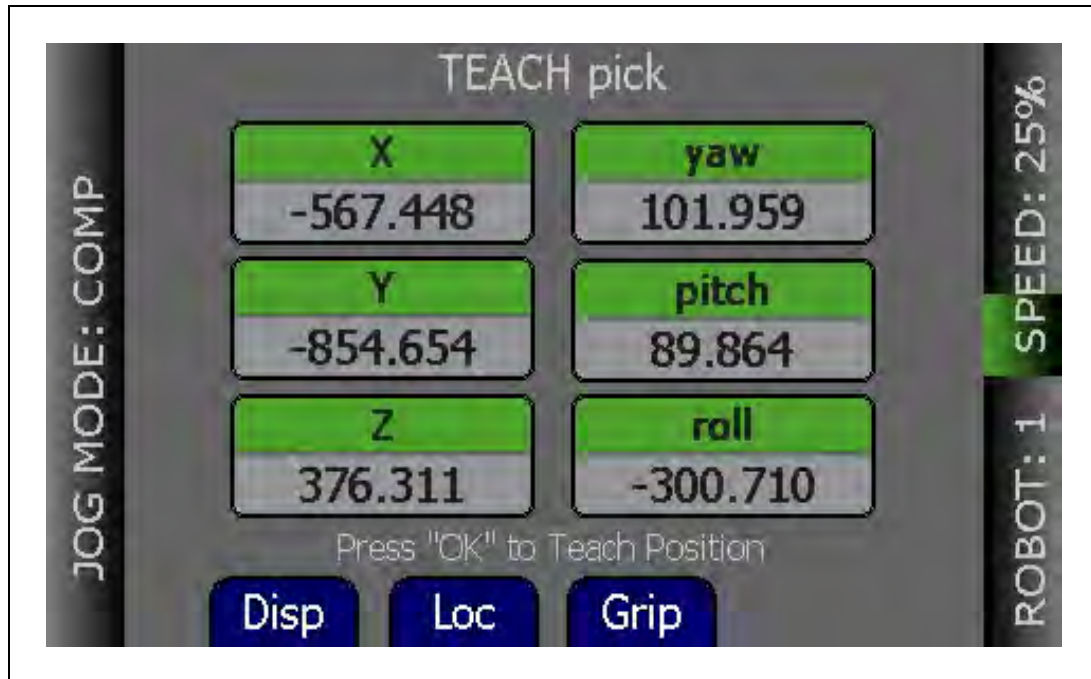 TEACH pick
JOG MODE: COMP
X
-567.448
yaw
101.959
Y
-854.654
pitch
89.864
Z
376.311
roll
-300.710
SPEED: 25%
ROBOT: 1
Press "OK" to Teach Position
Disp
Loc
Grip